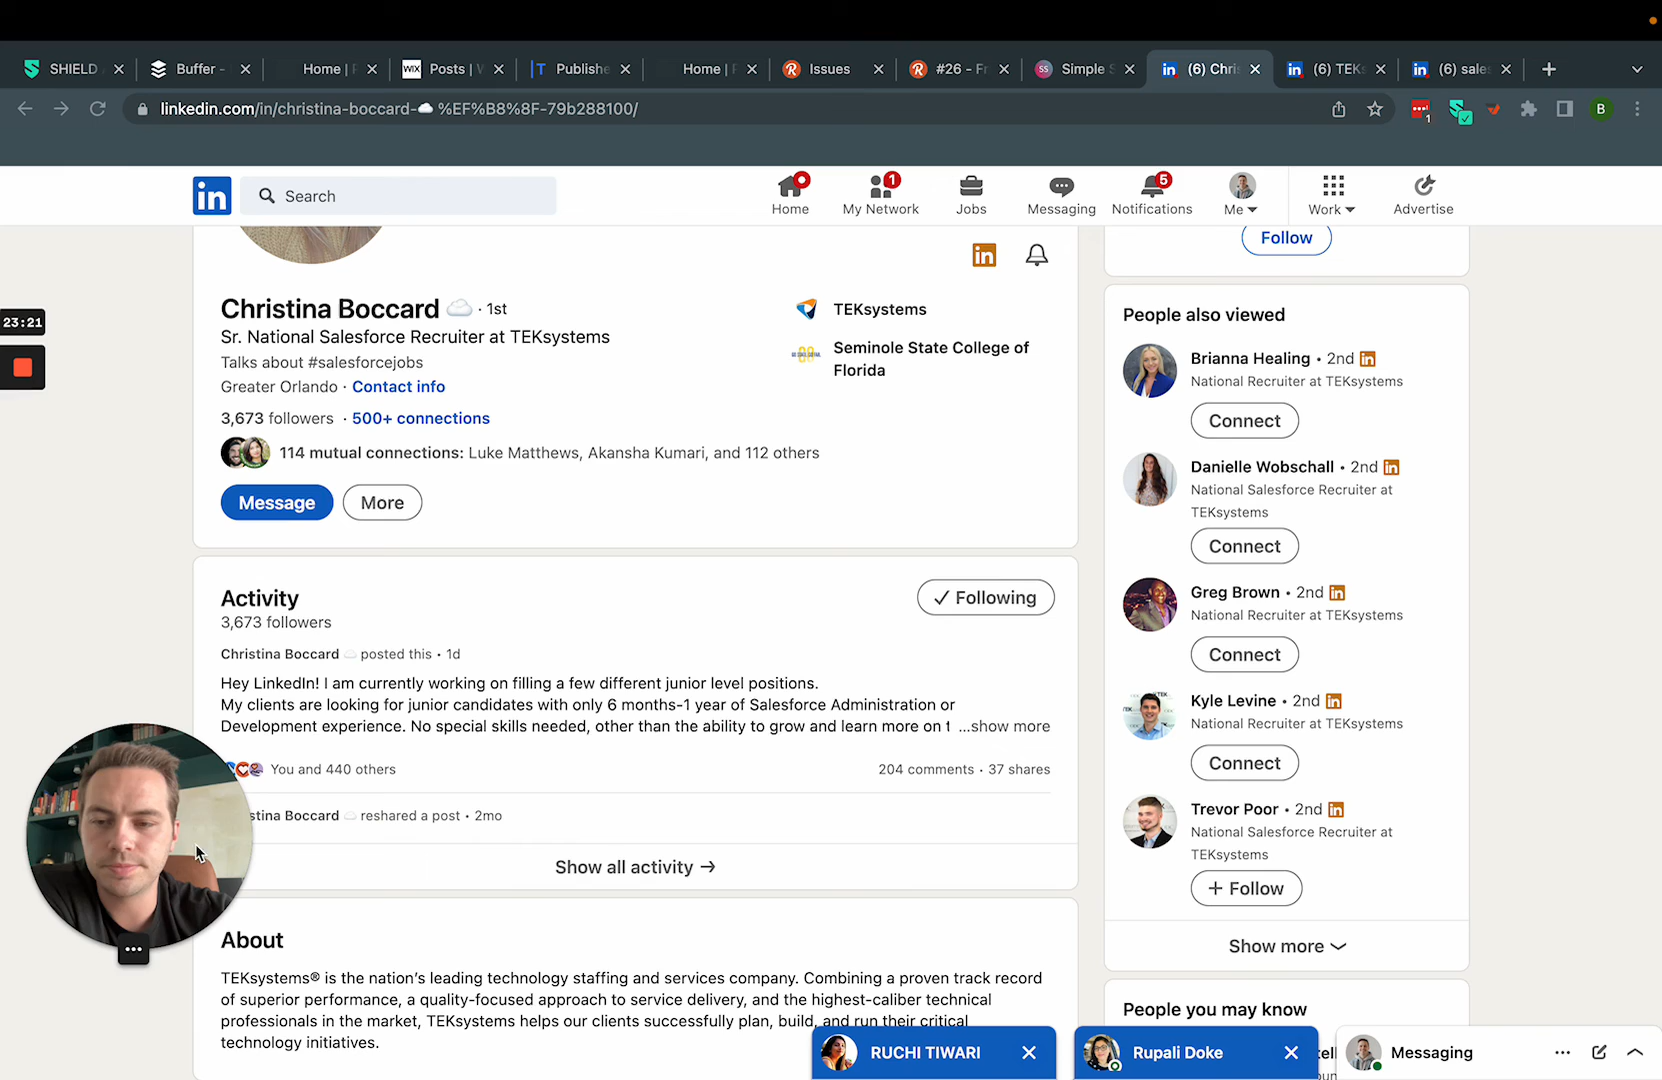 SHIELD
Buffer -
Home |
WIX
Posts |
Publishe
Home |
Issues
#26 - Fr
Simple S
(6) Chris
(6) TEK
(6) sales
linkedin.com/in/christina-boccard-☁️%EF%B8%8F-79b288100/
1
B
in
Search
Home
1
My Network
Jobs
Messaging
5
Notifications
Me
Work
Advertise
Follow
23:21
in
Christina Boccard ☁️ · 1st
Sr. National Salesforce Recruiter at TEKsystems
Talks about #salesforcejobs
Greater Orlando · Contact info
3,673 followers · 500+ connections
114 mutual connections: Luke Matthews, Akansha Kumari, and 112 others
Message
More
TEKsystems
Seminole State College of
Florida
Activity
3,673 followers
Following
Christina Boccard ☁️ posted this • 1d
Hey LinkedIn! I am currently working on filling a few different junior level positions.
My clients are looking for junior candidates with only 6 months-1 year of Salesforce Administration or
Development experience. No special skills needed, other than the ability to grow and learn more on t ...show more
You and 440 others
204 comments • 37 shares
stina Boccard ☁️ reshared a post • 2mo
Show all activity →
About
TEKsystems® is the nation's leading technology staffing and services company. Combining a proven track record
of superior performance, a quality-focused approach to service delivery, and the highest-caliber technical
professionals in the market, TEKsystems helps our clients successfully plan, build, and run their critical
technology initiatives.
People also viewed
Brianna Healing • 2nd in
National Recruiter at TEKsystems
Connect
Danielle Wobschall • 2nd in
National Salesforce Recruiter at
TEKsystems
Connect
Greg Brown • 2nd in
National Recruiter at TEKsystems
Connect
Kyle Levine • 2nd in
National Recruiter at TEKsystems
Connect
Trevor Poor • 2nd in
National Salesforce Recruiter at
TEKsystems
+ Follow
Show more
People you may know
RUCHI TIWARI
Rupali Doke
Messaging